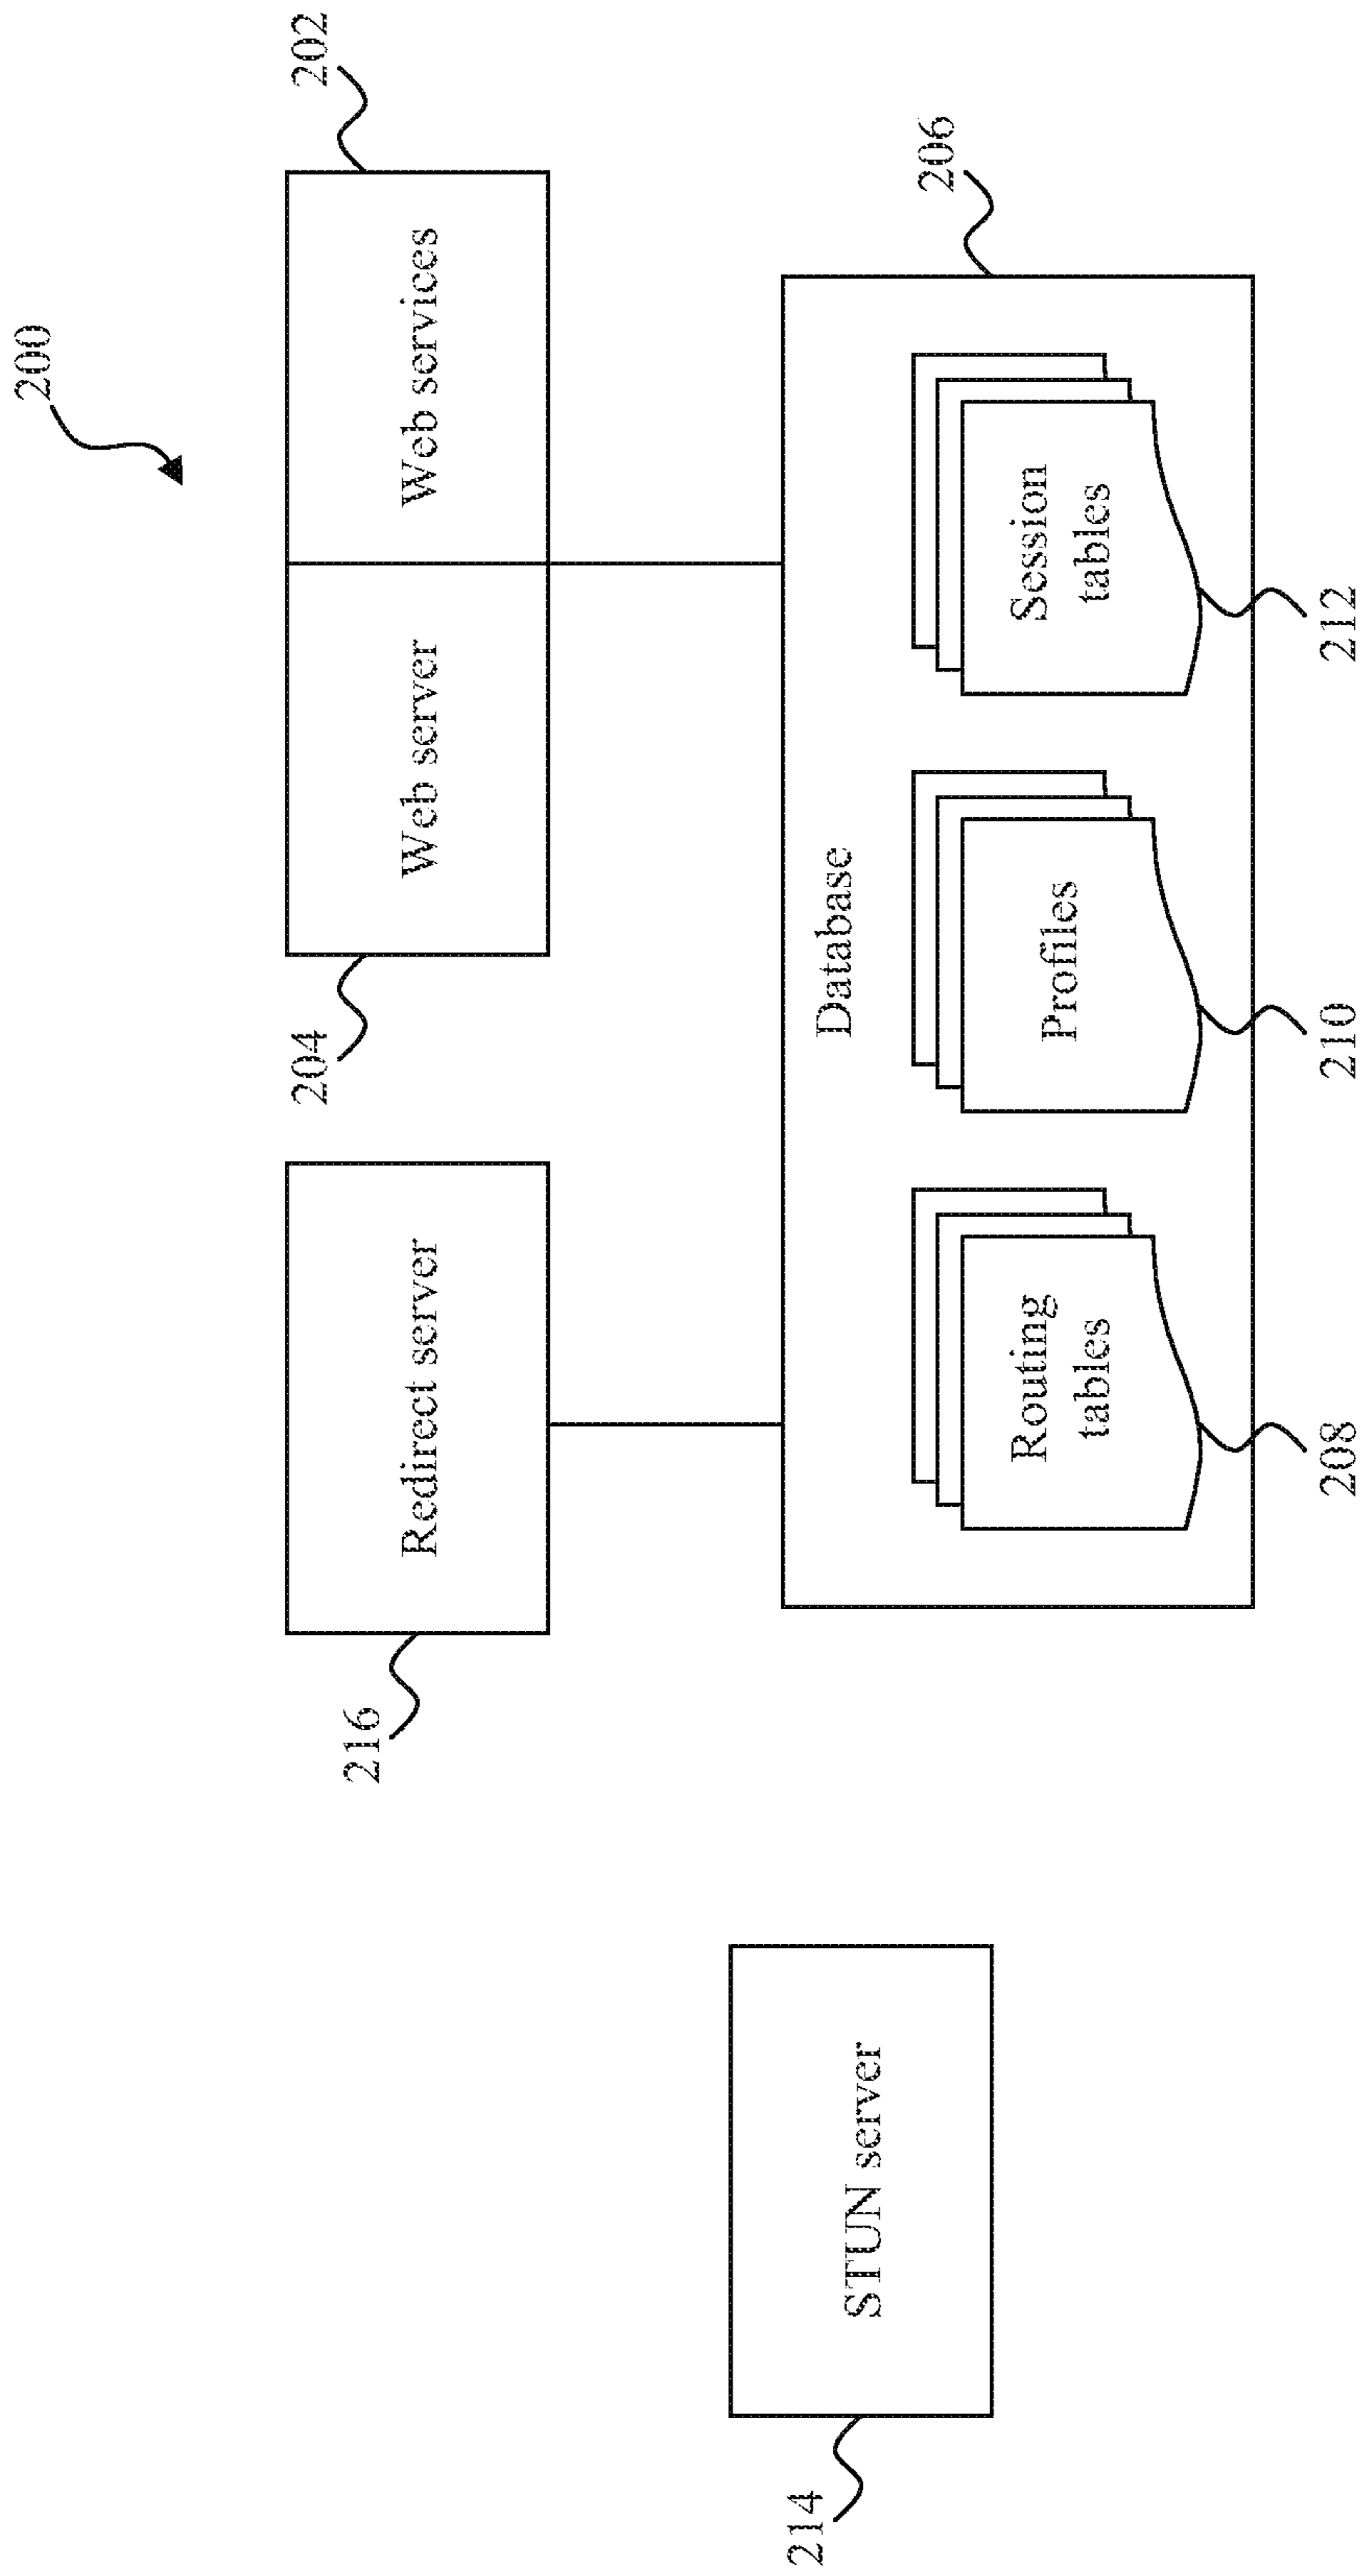 200
202
204
216
Redirect server
Web server
Web services
206
Database
214
STUN server
Routing
tables
Profiles
Session
tables
208
210
212